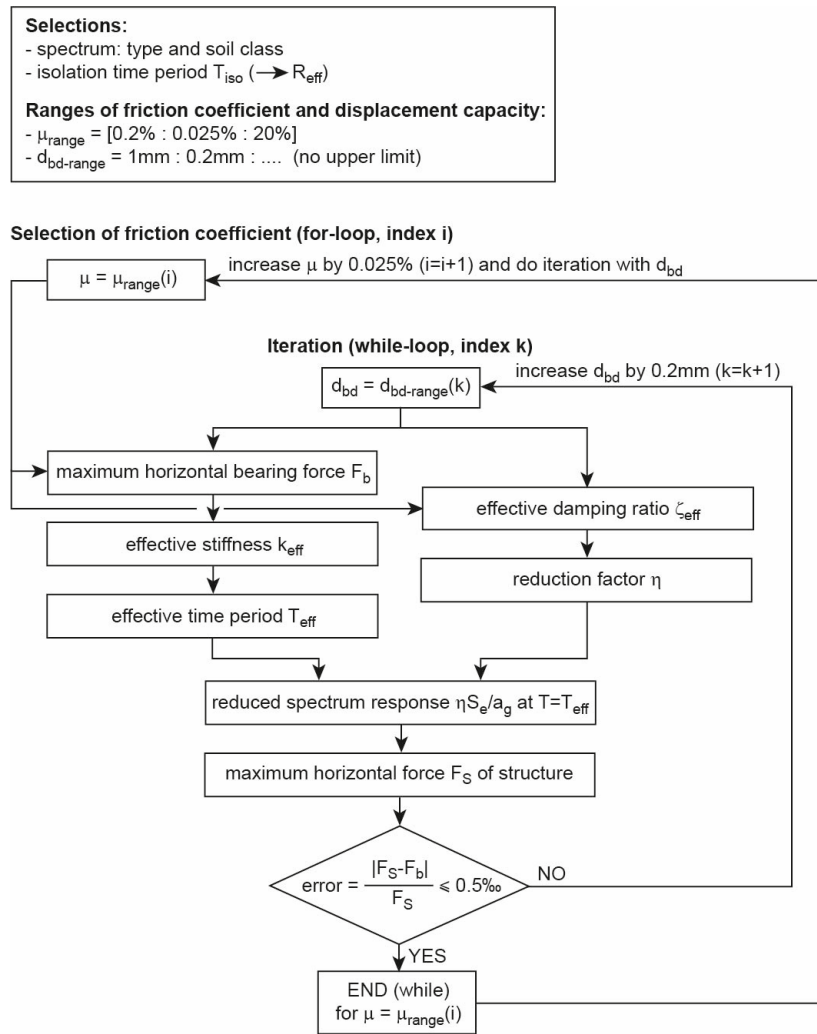 Selections:
- spectrum: type and soil class
- isolation time period T_iso (→ R_eff)
Ranges of friction coefficient and displacement capacity:
- μ_range = [0.2% : 0.025% : 20%]
- d_bd-range = 1mm : 0.2mm : .... (no upper limit)
Selection of friction coefficient (for-loop, index i)
μ = μ_range(i)
increase μ by 0.025% (i=i+1) and do iteration with d_bd
Iteration (while-loop, index k)
d_bd = d_bd-range(k)
increase d_bd by 0.2mm (k=k+1)
maximum horizontal bearing force F_b
effective damping ratio ζ_eff
effective stiffness k_eff
reduction factor η
effective time period T_eff
reduced spectrum response ηS_e/a_g at T=T_eff
maximum horizontal force F_S of structure
error = |F_S-F_b| / F_S ⩽ 0.5‰
NO
YES
END (while)
for μ = μ_range(i)